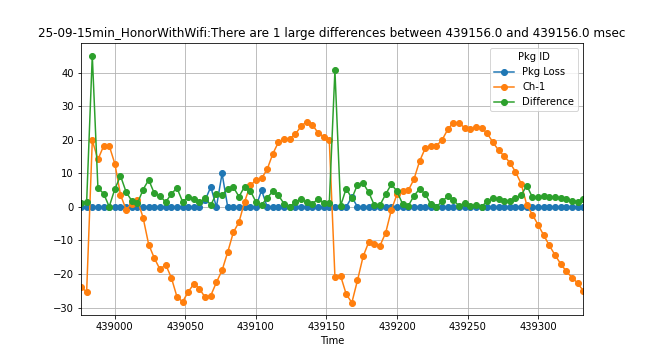 25-09-15min_HonorWithWifi:There are 1 large differences between 439156.0 and 439156.0 msec
Pkg ID
Pkg Loss
Ch-1
Difference
40
30
20
10
0
−10
−20
−30
439000 439050 439100 439150 439200 439250 439300
Time